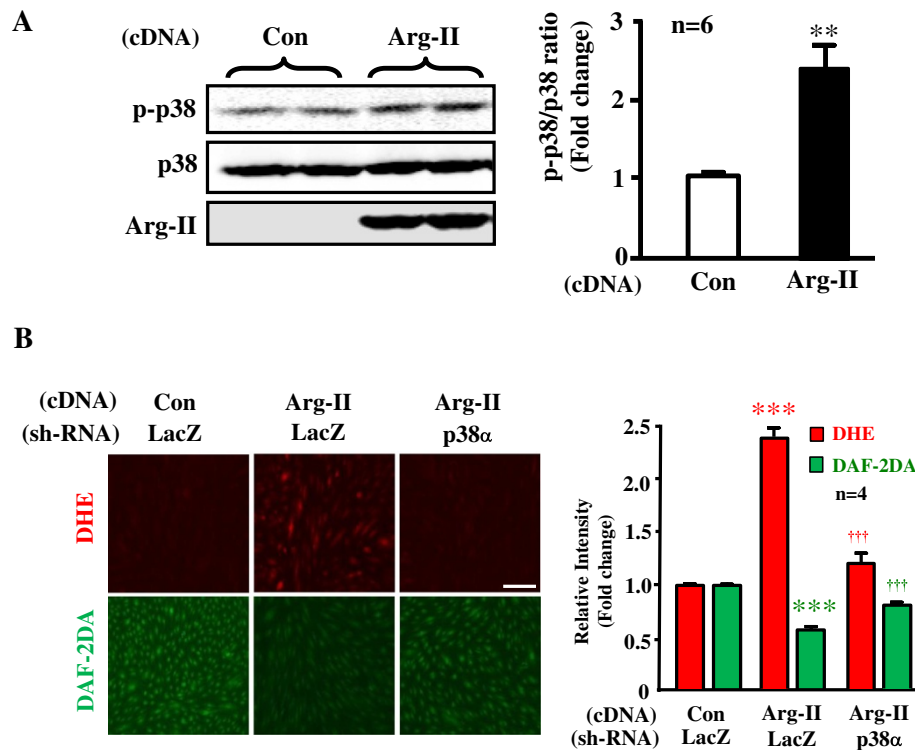 A
(cDNA) Con Arg-II
p-p38
p38
Arg-II
p-p38/p38 ratio
(Fold change)
3
2
1
0
n=6
**
(cDNA) Con Arg-II
B
(cDNA) Con Arg-II Arg-II
(sh-RNA) LacZ LacZ p38α
DHE
DAF-2DA
Relative Intensity
(Fold change)
2.5
2.0
1.0
0.5
0
***
***
†††
†††
DHE
DAF-2DA
n=4
(cDNA) Con Arg-II Arg-II
(sh-RNA) LacZ LacZ p38α